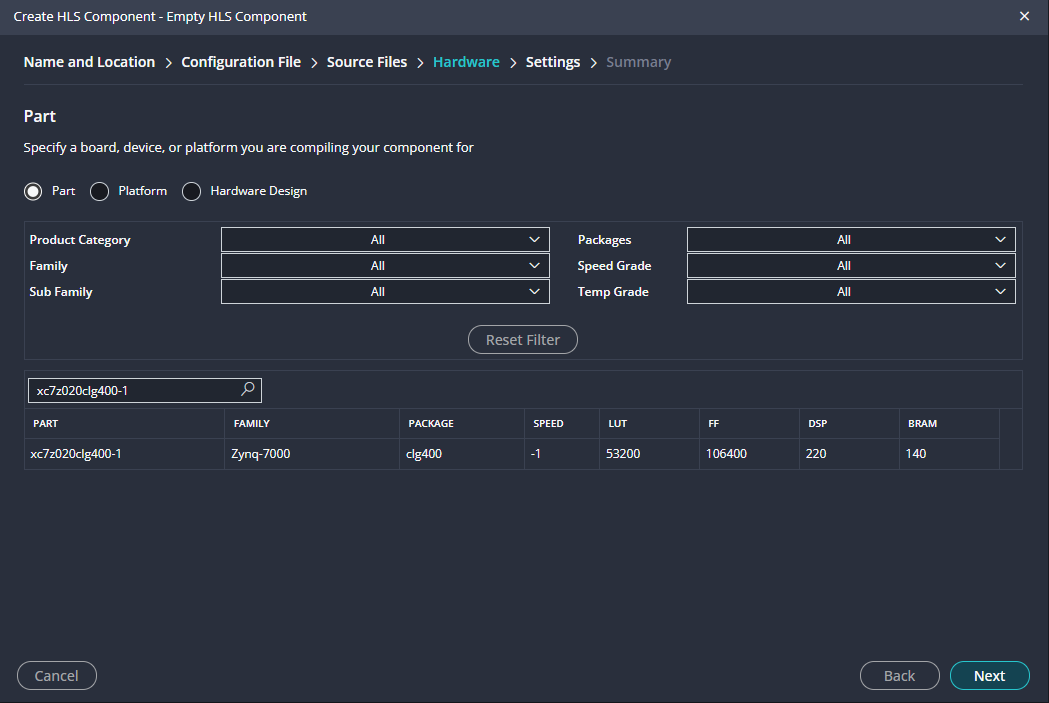 Create HLS Component - Empty HLS Component
Name and Location > Configuration File > Source Files > Hardware > Settings > Summary
Part
Specify a board, device, or platform you are compiling your component for
Part Platform Hardware Design
Product Category All Packages All
Family All Speed Grade All
Sub Family All Temp Grade All
Reset Filter
xc7z020clg400-1
PART FAMILY PACKAGE SPEED LUT FF DSP BRAM
xc7z020clg400-1 Zynq-7000 clg400 -1 53200 106400 220 140
Cancel Back Next